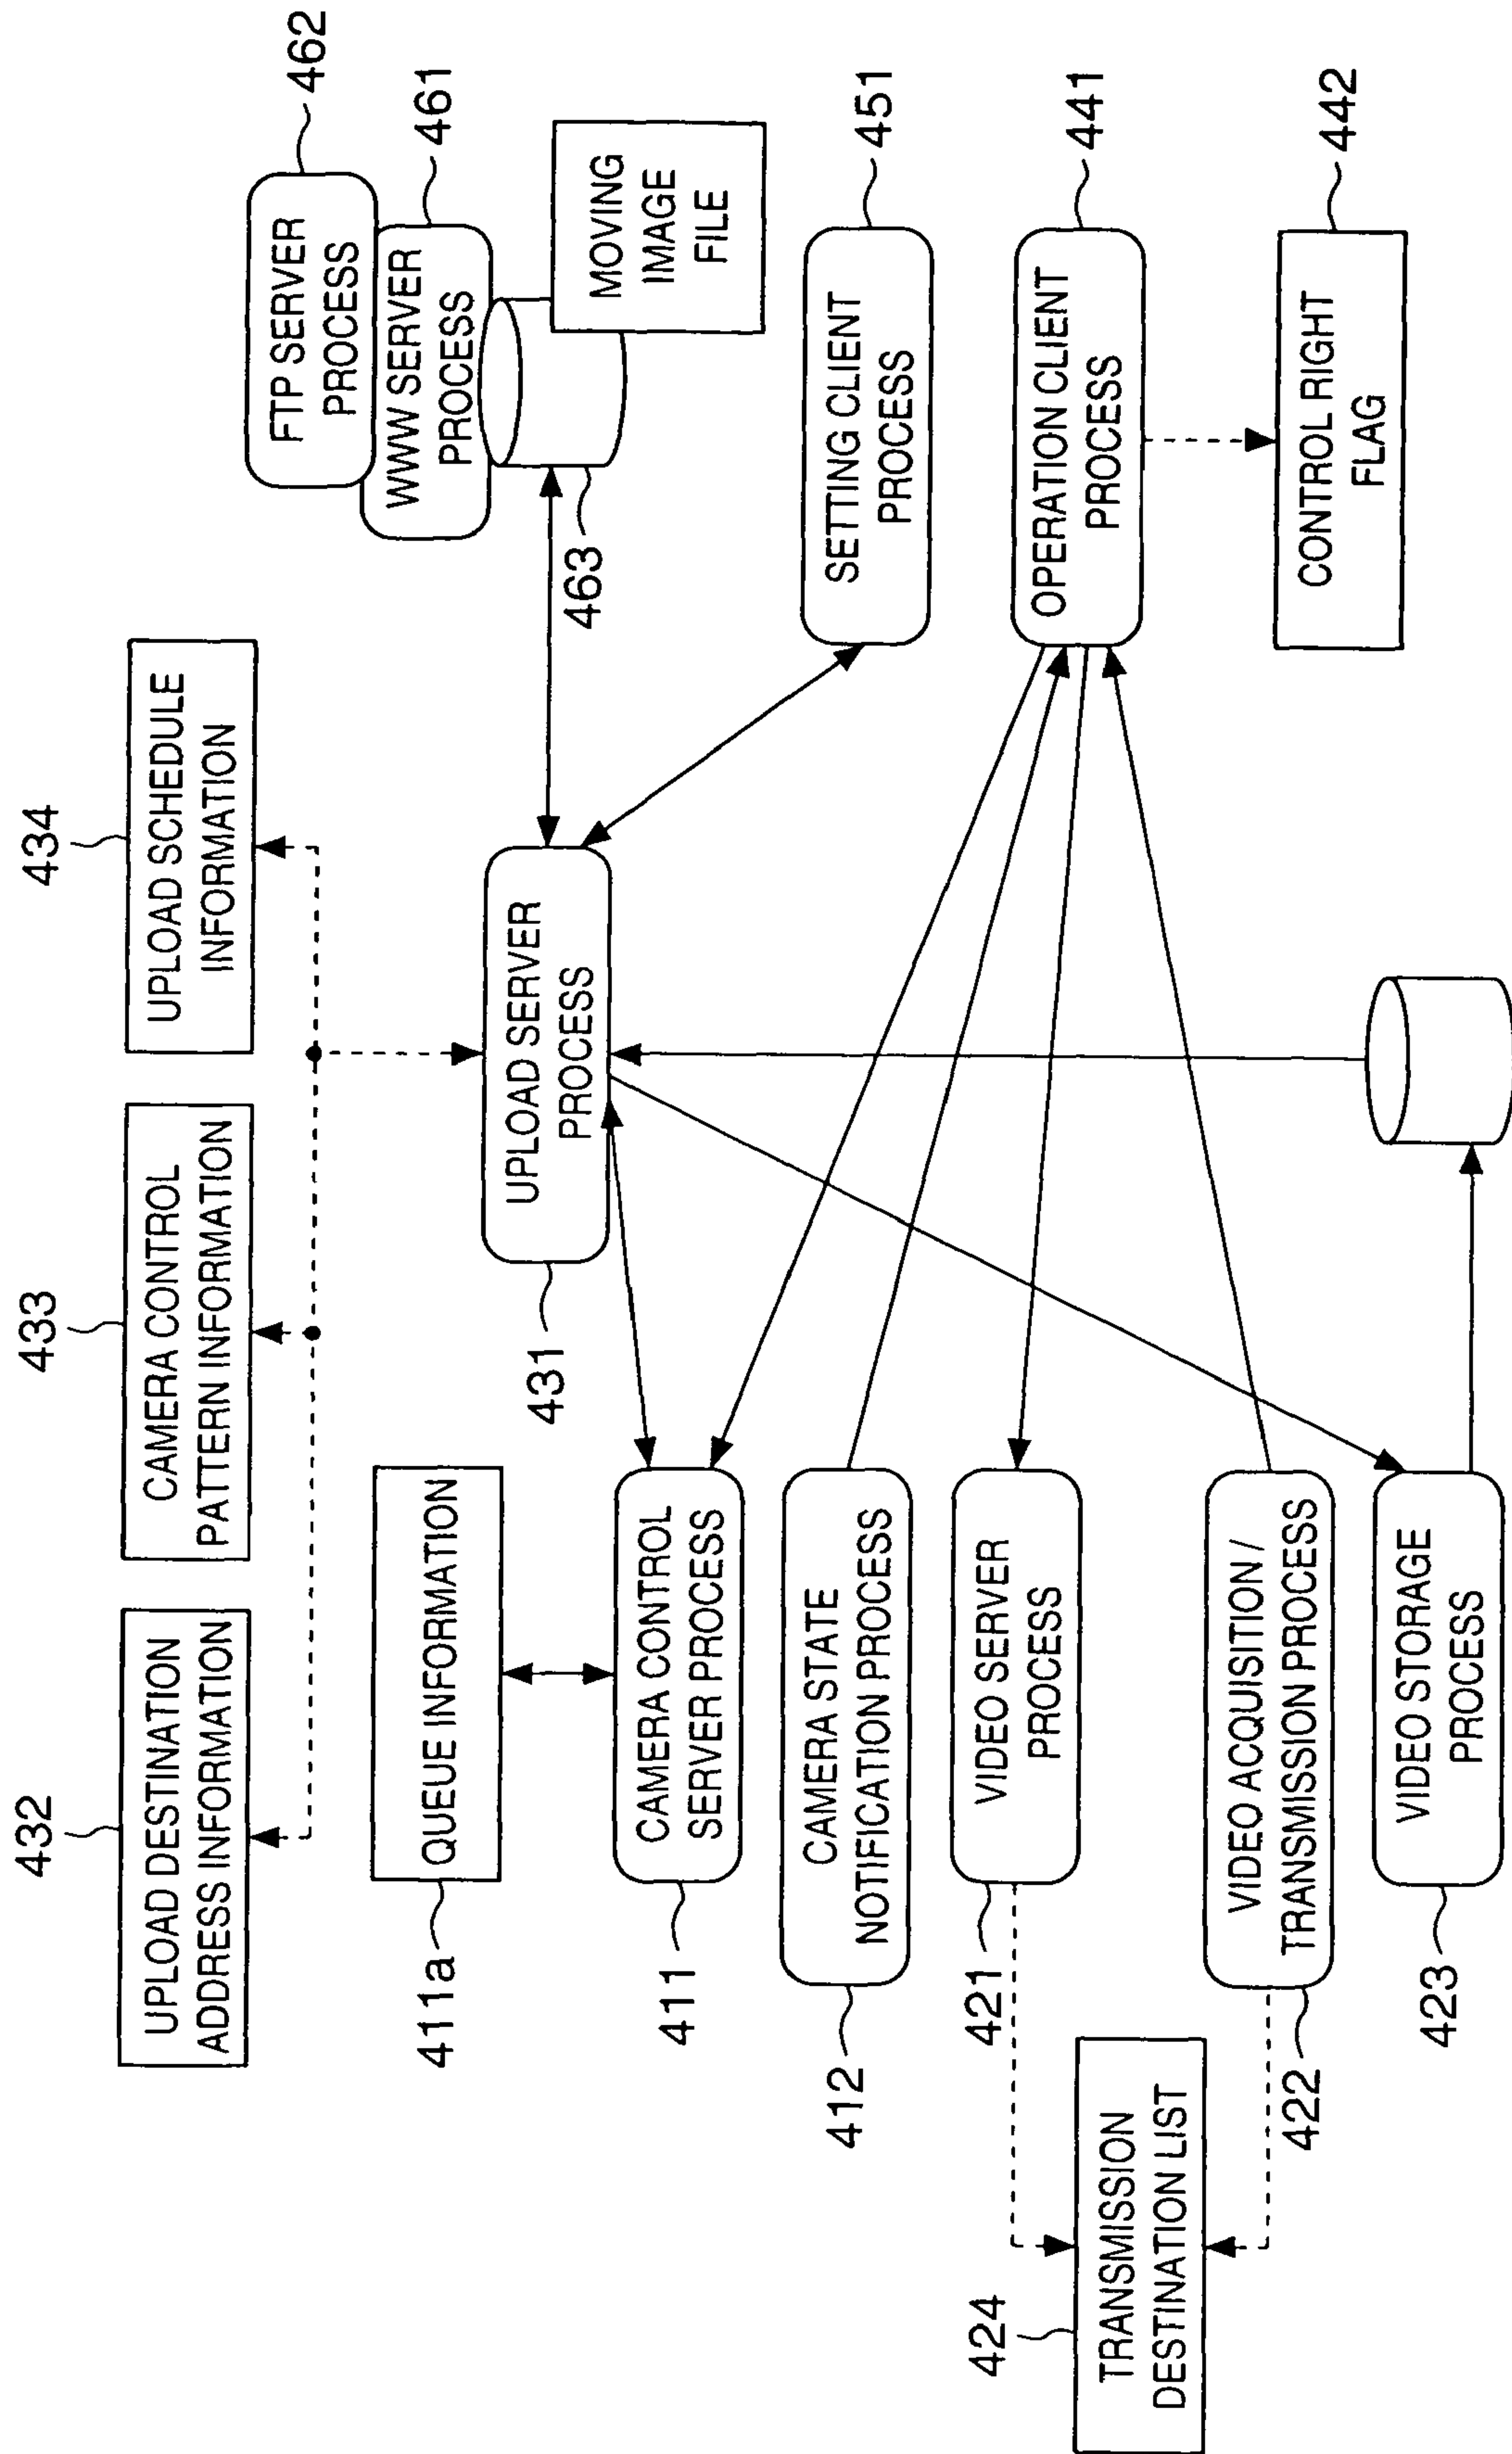 432
UPLOAD DESTINATION
ADDRESS INFORMATION
433
CAMERA CONTROL
PATTERN INFORMATION
434
UPLOAD SCHEDULE
INFORMATION
462
FTP SERVER
PROCESS
461
WWW SERVER
PROCESS
463
MOVING
IMAGE
FILE
411a
QUEUE INFORMATION
431
UPLOAD SERVER
PROCESS
411
CAMERA CONTROL
SERVER PROCESS
451
SETTING CLIENT
PROCESS
412
CAMERA STATE
NOTIFICATION PROCESS
441
OPERATION CLIENT
PROCESS
421
VIDEO SERVER
PROCESS
442
CONTROL RIGHT
FLAG
424
TRANSMISSION
DESTINATION LIST
422
VIDEO ACQUISITION /
TRANSMISSION PROCESS
423
VIDEO STORAGE
PROCESS